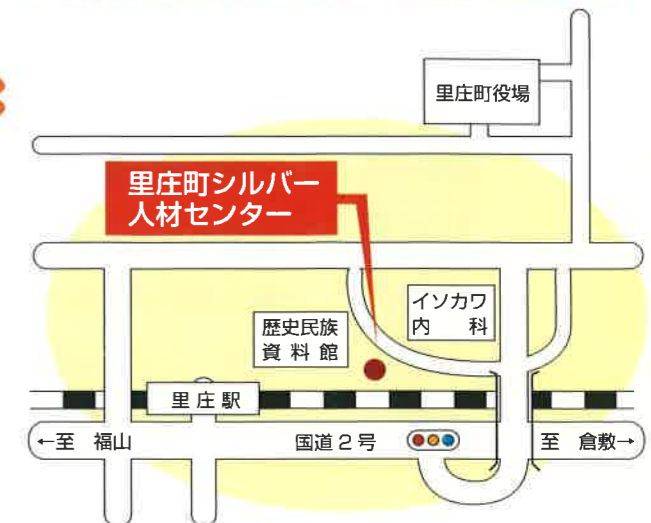 里庄町役場
里庄町シルバー
人材センター
イソカワ
内　科
歴史民族
資 料 館
里 庄 駅
←至　福山
国道 2 号
至　倉敷→